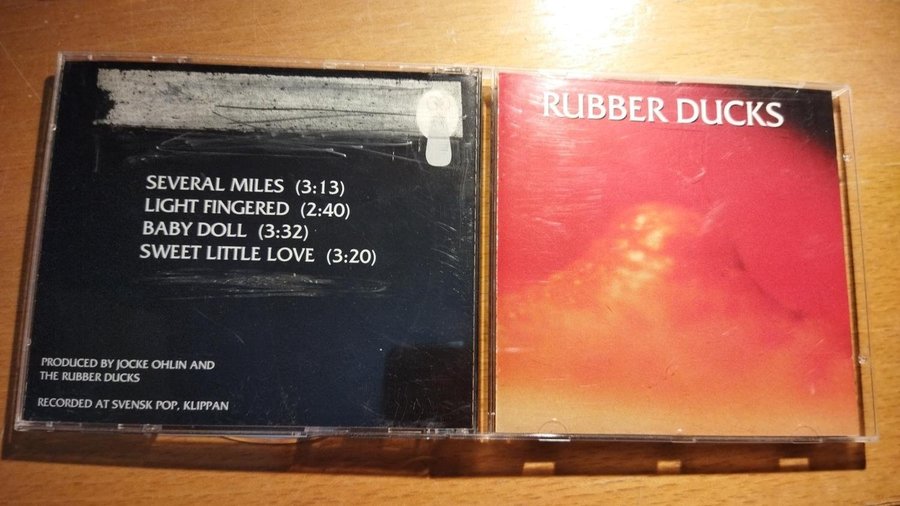 SEVERAL MILES (3:13)
LIGHT FINGERED (2:40)
BABY DOLL (3:32)
SWEET LITTLE LOVE (3:20)
PRODUCED BY JOCKE OHLIN AND
THE RUBBER DUCKS
RECORDED AT SVENSK POP, KLIPPAN
RUBBER DUCKS